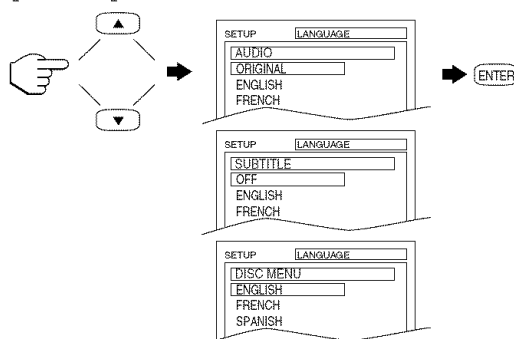 SETUP LANGUAGE
AUDIO
ORIGINAL
ENGLISH
FRENCH
ENTER
SETUP LANGUAGE
SUBTITLE
OFF
ENGLISH
FRENCH
SETUP LANGUAGE
DISC MENU
ENGLISH
FRENCH
SPANISH